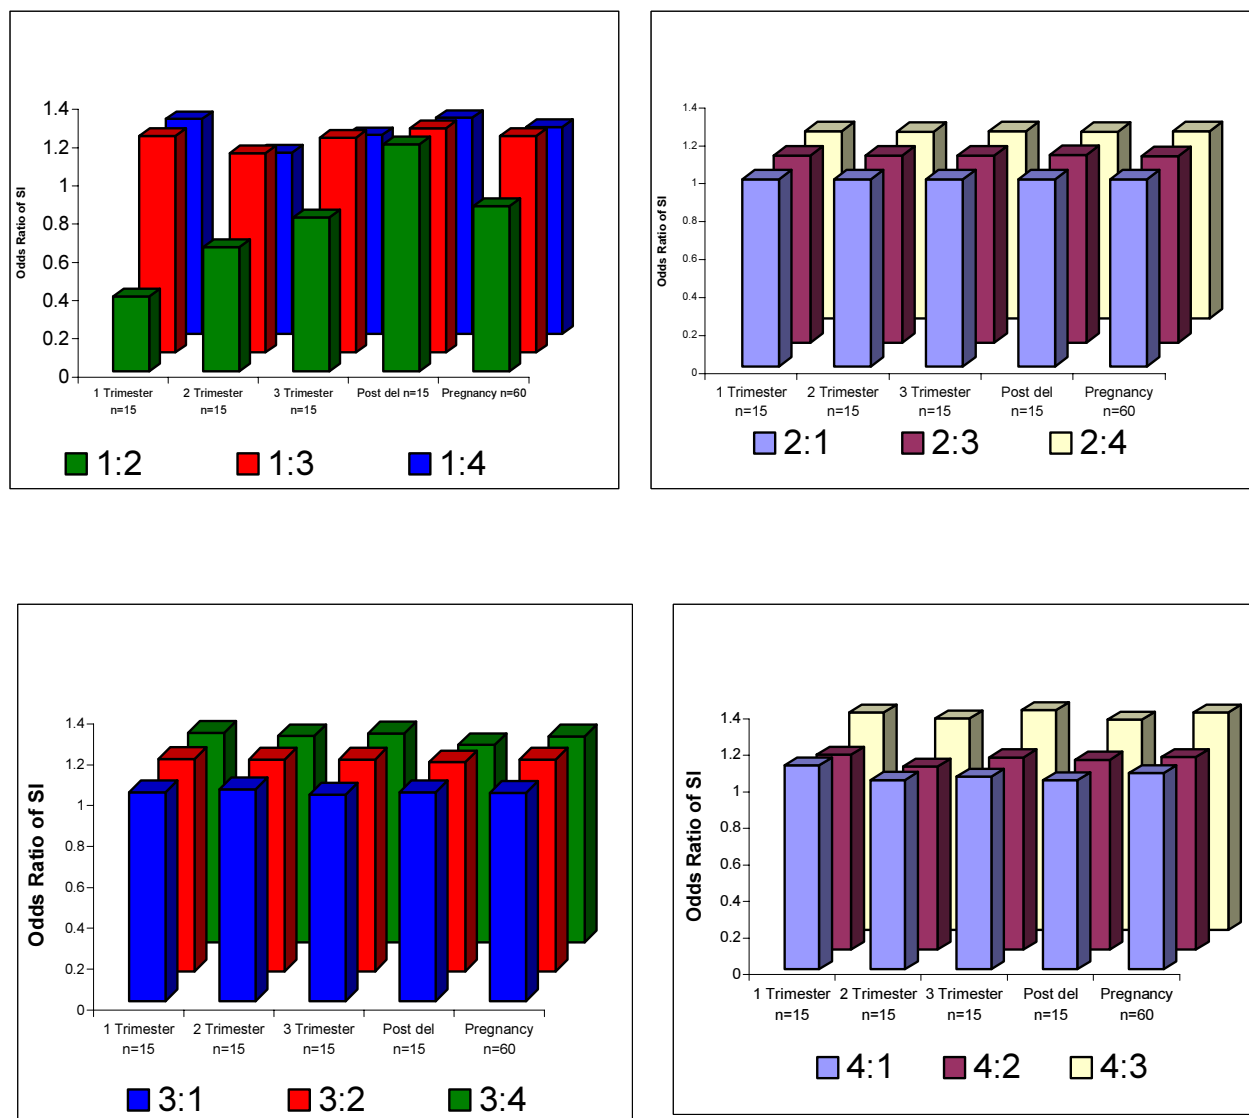 Odds Ratio of SI
1.4
1.2
1
0.8
0.6
0.4
0.2
0
1 Trimester 2 Trimester 3 Trimester Post del n=15 Pregnancy n=60
n=15 n=15 n=15
1:2 1:3 1:4
Odds Ratio of SI
1.4
1.2
1
0.8
0.6
0.4
0.2
0
1 Trimester 2 Trimester 3 Trimester Post del Pregnancy
n=15 n=15 n=15 n=15 n=60
2:1 2:3 2:4
Odds Ratio of SI
1.4
1.2
1
0.8
0.6
0.4
0.2
0
1 Trimester 2 Trimester 3 Trimester Post del Pregnancy
n=15 n=15 n=15 n=15 n=60
3:1 3:2 3:4
Odds Ratio of SI
1.4
1.2
1
0.8
0.6
0.4
0.2
0
1 Trimester 2 Trimester 3 Trimester Post del Pregnancy
n=15 n=15 n=15 n=15 n=60
4:1 4:2 4:3